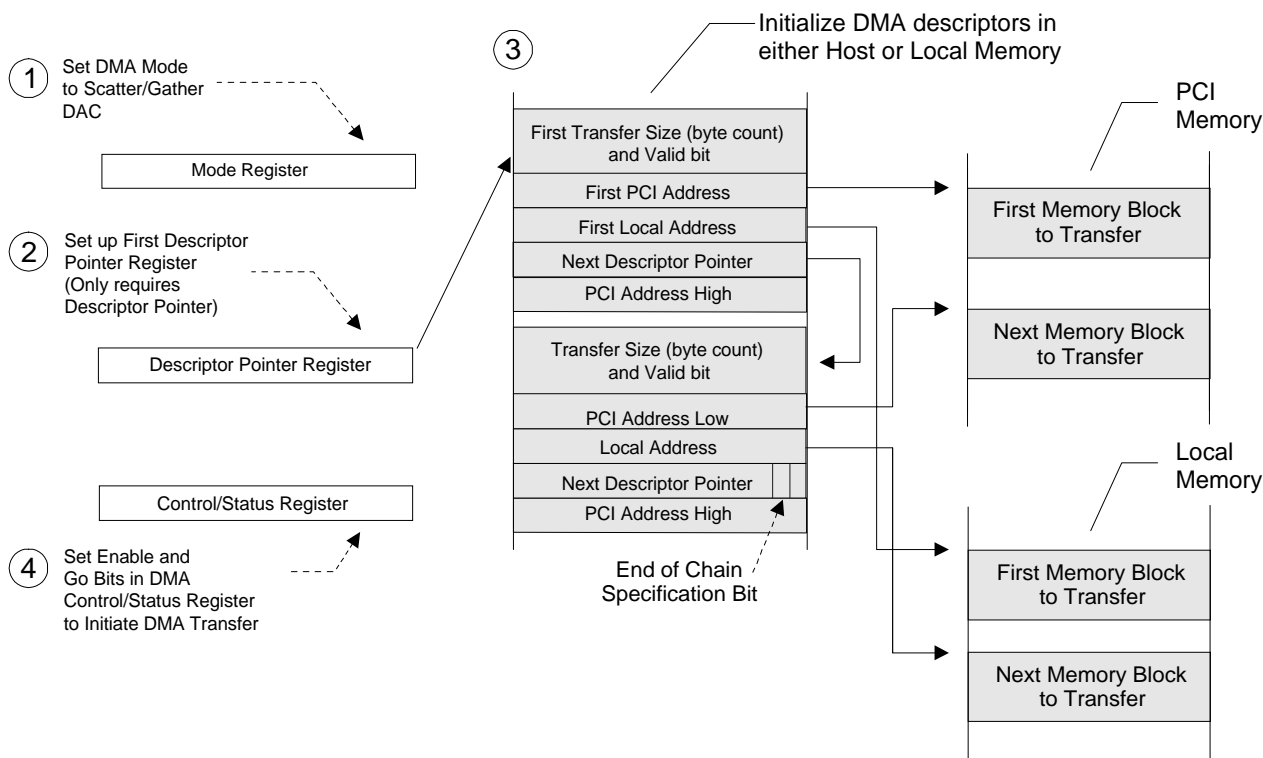 1
Set DMA Mode
to Scatter/Gather
DAC
Mode Register
2
Set up First Descriptor
Pointer Register
(Only requires
Descriptor Pointer)
Descriptor Pointer Register
Control/Status Register
4
Set Enable and
Go Bits in DMA
Control/Status Register
to Initiate DMA Transfer
3
Initialize DMA descriptors in
either Host or Local Memory
First Transfer Size (byte count)
and Valid bit
First PCI Address
First Local Address
Next Descriptor Pointer
PCI Address High
Transfer Size (byte count)
and Valid bit
PCI Address Low
Local Address
Next Descriptor Pointer
PCI Address High
End of Chain
Specification Bit
PCI
Memory
First Memory Block
to Transfer
Next Memory Block
to Transfer
Local
Memory
First Memory Block
to Transfer
Next Memory Block
to Transfer